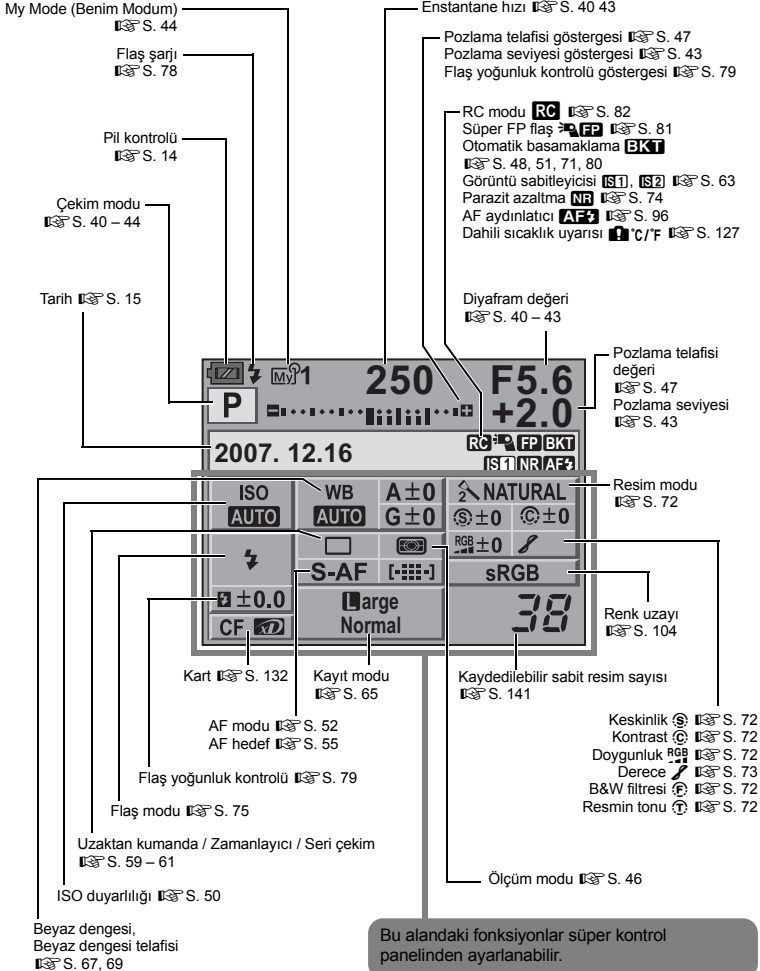 My Mode (Benim Modum)
☞ S. 44
Flaş şarjı
☞ S. 78
Pil kontrolü
☞ S. 14
Çekim modu
☞ S. 40 – 44
Tarih ☞ S. 15
Enstantane hızı ☞ S. 40 43
Pozlama telafisi göstergesi ☞ S. 47
Pozlama seviyesi göstergesi ☞ S. 43
Flaş yoğunluk kontrolü göstergesi ☞ S. 79
RC modu RC ☞ S. 82
Süper FP flaş FP ☞ S. 81
Otomatik basamaklama BKT
☞ S. 48, 51, 71, 80
Görüntü sabitleyicisi IS1, IS2 ☞ S. 63
Parazit azaltma NR ☞ S. 74
AF aydınlatıcı AF ☞ S. 96
Dahili sıcaklık uyarısı °C/°F ☞ S. 127
Diyafram değeri
☞ S. 40 – 43
Pozlama telafisi
değeri
☞ S. 47
Pozlama seviyesi
☞ S. 43
My 1 250 F5.6
P +2.0
2007. 12.16 RC FP BKT
IS1 NR AF
ISO WB A±0 NATURAL
AUTO AUTO G±0 S±0 C±0
RGB±0
S-AF [ ] sRGB
±0.0 Large 38
CF xD Normal
Resim modu
☞ S. 72
Renk uzayı
☞ S. 104
Kart ☞ S. 132
Kayıt modu
☞ S. 65
Kaydedilebilir sabit resim sayısı
☞ S. 141
AF modu ☞ S. 52
AF hedef ☞ S. 55
Keskinlik S ☞ S. 72
Kontrast C ☞ S. 72
Doygunluk RGB ☞ S. 72
Derece ☞ S. 73
B&W filtresi F ☞ S. 72
Resmin tonu T ☞ S. 72
Flaş yoğunluk kontrolü ☞ S. 79
Flaş modu ☞ S. 75
Uzaktan kumanda / Zamanlayıcı / Seri çekim
☞ S. 59 – 61
Ölçüm modu ☞ S. 46
ISO duyarlılığı ☞ S. 50
Beyaz dengesi,
Beyaz dengesi telafisi
☞ S. 67, 69
Bu alandaki fonksiyonlar süper kontrol
panelinden ayarlanabilir.